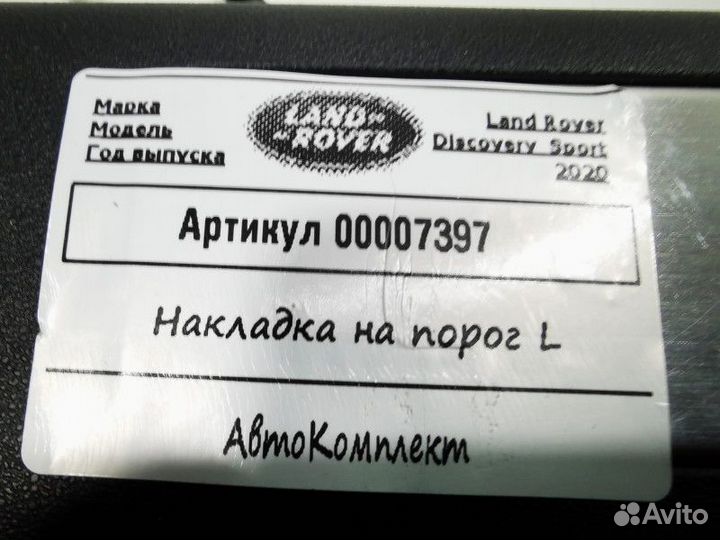 Марка
Модель
Год выпуска
LAND
ROVER
Land Rover
Discovery Sport
2020
Артикул 00007397
Накладка на порог L
АвтоКомплект
Avito